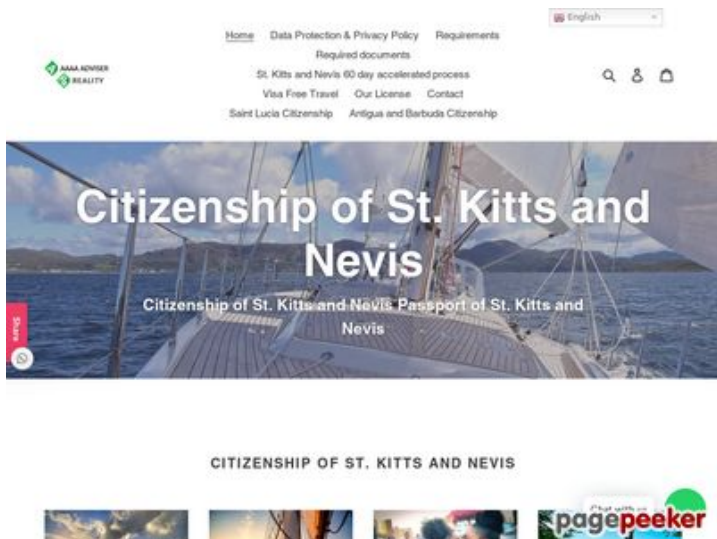 English
Home Data Protection & Privacy Policy Requirements
Required documents
AAAA ADVISER
REALITY
St. Kitts and Nevis 60 day accelerated process
Visa Free Travel Our License Contact
Saint Lucia Citizenship Antigua and Barbuda Citizenship
Citizenship of St. Kitts and
Nevis
Citizenship of St. Kitts and Nevis Passport of St. Kitts and
Nevis
Share
CITIZENSHIP OF ST. KITTS AND NEVIS
Chat with us
pagepeeker